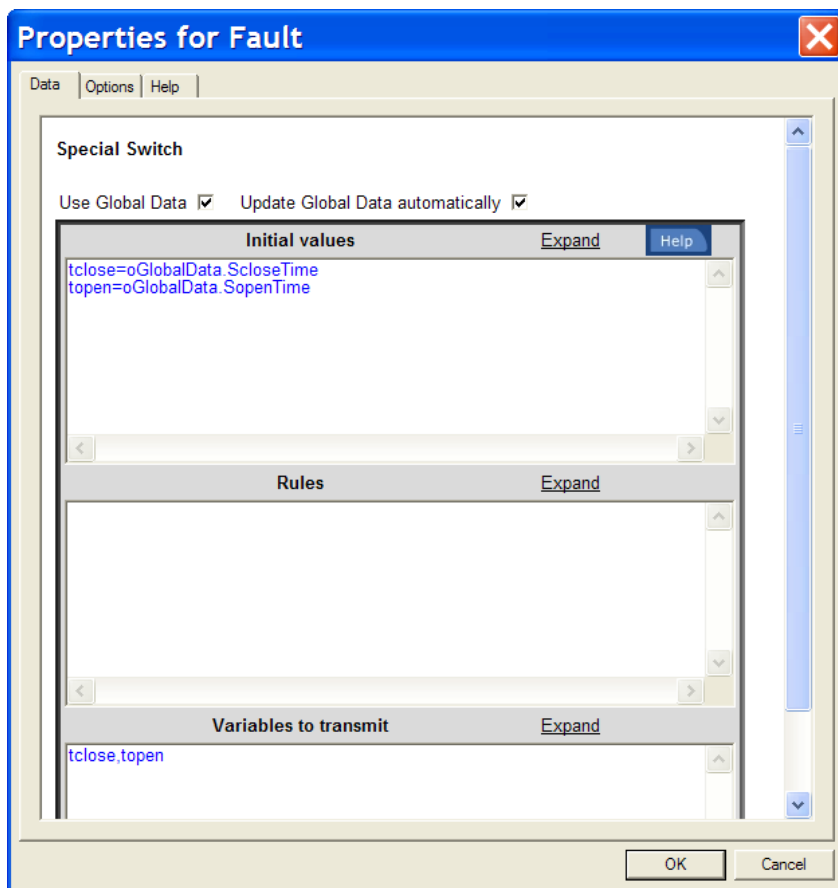 Properties for Fault
Data Options Help
Special Switch
Use Global Data Update Global Data automatically
Initial values Expand Help
tclose=oGlobalData.ScloseTime
topen=oGlobalData.SopenTime
Rules Expand
Variables to transmit Expand
tclose,topen
OK Cancel